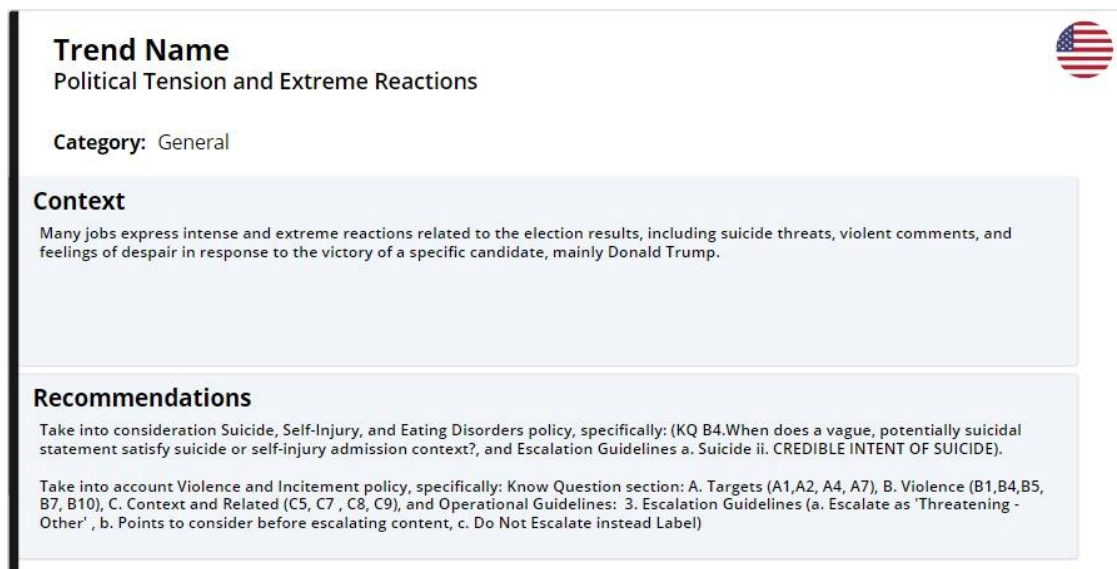 Trend Name
Political Tension and Extreme Reactions
Category: General
Context
Many jobs express intense and extreme reactions related to the election results, including suicide threats, violent comments, and
feelings of despair in response to the victory of a specific candidate, mainly Donald Trump.
Recommendations
Take into consideration Suicide, Self-Injury, and Eating Disorders policy, specifically: (KQ B4.When does a vague, potentially suicidal
statement satisfy suicide or self-injury admission context?, and Escalation Guidelines a. Suicide ii. CREDIBLE INTENT OF SUICIDE).
Take into account Violence and Incitement policy, specifically: Know Question section: A. Targets (A1,A2, A4, A7), B. Violence (B1,B4,B5,
B7, B10), C. Context and Related (C5, C7 , C8, C9), and Operational Guidelines: 3. Escalation Guidelines (a. Escalate as 'Threatening -
Other' , b. Points to consider before escalating content, c. Do Not Escalate instead Label)